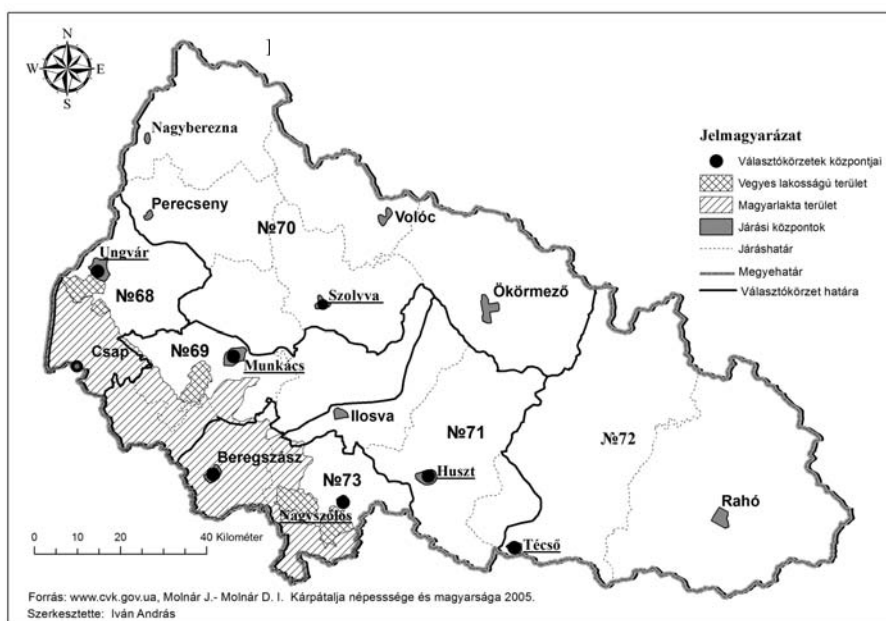 N
W E
S
]
Nagyberezna
Perecseny
Volóc
№70
Ungvár
№68
Szolyva
Ökörmező
Csap
№69
Munkács
Ilosva
№71
№72
Beregszász
№73
Huszt
Nagyszőlős
Rahó
Técső
Jelmagyarázat
Választókörzetek központjai
Vegyes lakosságú terület
Magyarlakta terület
Járási központok
Járáshatár
Megyehatár
Választókörzet határa
0 10 20 40 Kilométer
Forrás: www.cvk.gov.ua, Molnár J.- Molnár D. I. Kárpátalja népesssége és magyarsága 2005.
Szerkesztette: Iván András